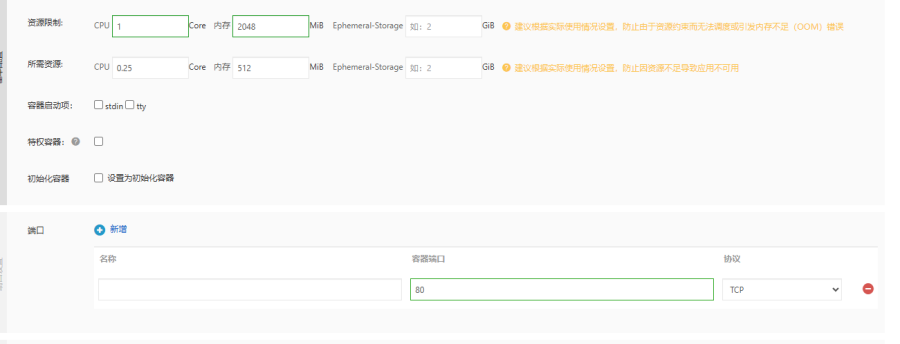 资源限制: CPU 1 Core 内存 2048 MiB Ephemeral-Storage 如: 2 GiB 建议根据实际使用情况设置，防止由于资源约束而无法调度或引发内存不足（OOM）错误
所需资源: CPU 0.25 Core 内存 512 MiB Ephemeral-Storage 如: 2 GiB 建议根据实际使用情况设置，防止因资源不足导致应用不可用
容器启动项: stdin tty
特权容器: ?
初始化容器 设置为初始化容器
端口 新增
名称 容器端口 协议
80 TCP